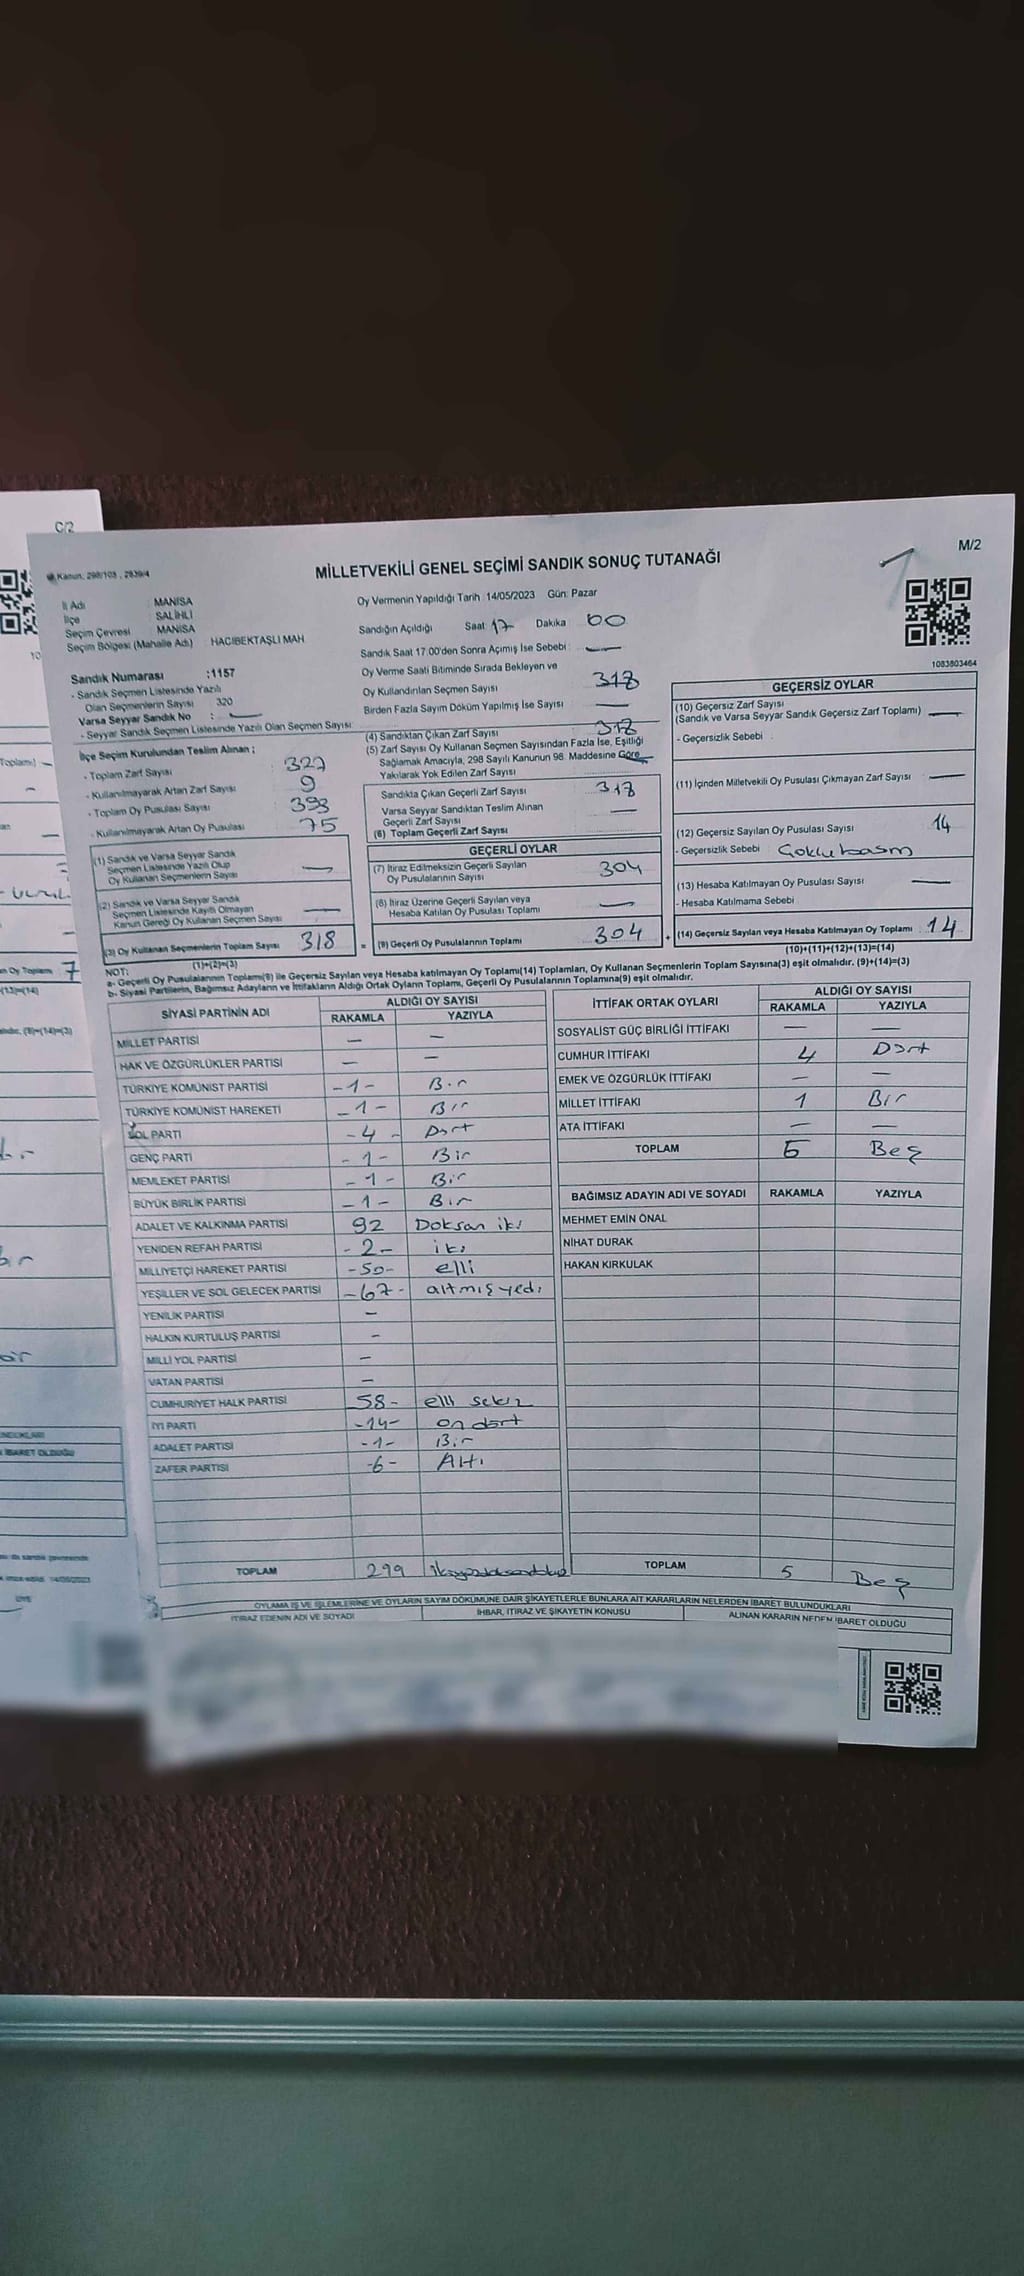 C/2
M/2
Kanun, 298/103 , 2839/4
MİLLETVEKİLİ GENEL SEÇİMİ SANDIK SONUÇ TUTANAĞI
İl Adı : MANİSA
İlçe : SALİHLİ
Seçim Çevresi : MANİSA
Seçim Bölgesi (Mahalle Adı) : HACIBEKTAŞLI MAH
Oy Vermenin Yapıldığı Tarih :14/05/2023 Gün: Pazar
Sandığın Açıldığı Saat 17 Dakika 00
Sandık Saat 17.00'den Sonra Açımış İse Sebebi : —
Oy Verme Saati Bitiminde Sırada Bekleyen ve
Oy Kullandırılan Seçmen Sayısı 318
Birden Fazla Sayım Döküm Yapılmış İse Sayısı —
1083803464
Sandık Numarası :1157
- Sandık Seçmen Listesinde Yazılı
Olan Seçmenlerin Sayısı 320
Varsa Seyyar Sandık No : —
- Seyyar Sandık Seçmen Listesinde Yazılı Olan Seçmen Sayısı:
İlçe Seçim Kurulundan Teslim Alınan ;
- Toplam Zarf Sayısı 327
- Kullanılmayarak Artan Zarf Sayısı 9
- Toplam Oy Pusulası Sayısı 393
- Kullanılmayarak Artan Oy Pusulası 75
(1) Sandık ve Varsa Seyyar Sandık
Seçmen Listesinde Yazılı Olup
Oy Kullanan Seçmenlerin Sayısı —
(2) Sandık ve Varsa Seyyar Sandık
Seçmen Listesinde Kayıtlı Olmayan
Kanun Gereği Oy Kullanan Seçmen Sayısı —
(3) Oy Kullanan Seçmenlerin Toplam Sayısı 318 =
(1)+(2)=(3)
(4) Sandıktan Çıkan Zarf Sayısı 318
(5) Zarf Sayısı Oy Kullanan Seçmen Sayısından Fazla İse, Eşitliği
Sağlamak Amacıyla, 298 Sayılı Kanunun 98. Maddesine Göre
Yakılarak Yok Edilen Zarf Sayısı —
Sandıkta Çıkan Geçerli Zarf Sayısı 318
Varsa Seyyar Sandıktan Teslim Alınan
Geçerli Zarf Sayısı —
(6) Toplam Geçerli Zarf Sayısı
GEÇERLİ OYLAR
(7) İtiraz Edilmeksizin Geçerli Sayılan
Oy Pusulalarının Sayısı 304
(8) İtiraz Üzerine Geçerli Sayılan veya
Hesaba Katılan Oy Pusulası Toplamı —
(9) Geçerli Oy Pusulalarının Toplamı 304 +
GEÇERSİZ OYLAR
(10) Geçersiz Zarf Sayısı
(Sandık ve Varsa Seyyar Sandık Geçersiz Zarf Toplamı) —
- Geçersizlik Sebebi :
(11) İçinden Milletvekili Oy Pusulası Çıkmayan Zarf Sayısı —
(12) Geçersiz Sayılan Oy Pusulası Sayısı 14
- Geçersizlik Sebebi
(13) Hesaba Katılmayan Oy Pusulası Sayısı —
- Hesaba Katılmama Sebebi
(14) Geçersiz Sayılan veya Hesaba Katılmayan Oy Toplamı 14
(10)+(11)+(12)+(13)=(14)
NOT:
a- Geçerli Oy Pusulalarının Toplamı(9) ile Geçersiz Sayılan veya Hesaba katılmayan Oy Toplamı(14) Toplamları, Oy Kullanan Seçmenlerin Toplam Sayısına(3) eşit olmalıdır. (9)+(14)=(3)
b- Siyasi Partilerin, Bağımsız Adayların ve İttifakların Aldığı Ortak Oyların Toplamı, Geçerli Oy Pusulalarının Toplamına(9) eşit olmalıdır.
SİYASİ PARTİNİN ADI ALDIĞI OY SAYISI
RAKAMLA YAZIYLA
MİLLET PARTİSİ — —
HAK VE ÖZGÜRLÜKLER PARTİSİ — —
TÜRKİYE KOMÜNİST PARTİSİ -1- Bir
TÜRKİYE KOMÜNİST HAREKETİ -1- Bir
SOL PARTİ -4- Dört
GENÇ PARTİ -1- Bir
MEMLEKET PARTİSİ -1- Bir
BÜYÜK BİRLİK PARTİSİ -1- Bir
ADALET VE KALKINMA PARTİSİ 92 Doksan iki
YENİDEN REFAH PARTİSİ -2- iki
MİLLİYETÇİ HAREKET PARTİSİ -50- elli
YEŞİLLER VE SOL GELECEK PARTİSİ -67- altmış yedi
YENİLİK PARTİSİ —
HALKIN KURTULUŞ PARTİSİ —
MİLLİ YOL PARTİSİ —
VATAN PARTİSİ —
CUMHURİYET HALK PARTİSİ 58- elli sekiz
İYİ PARTİ -14- on dört
ADALET PARTİSİ -1- Bir
ZAFER PARTİSİ -6- Altı
TOPLAM 299
İTTİFAK ORTAK OYLARI ALDIĞI OY SAYISI
RAKAMLA YAZIYLA
SOSYALİST GÜÇ BİRLİĞİ İTTİFAKI — —
CUMHUR İTTİFAKI 4 Dört
EMEK VE ÖZGÜRLÜK İTTİFAKI — —
MİLLET İTTİFAKI 1 Bir
ATA İTTİFAKI — —
TOPLAM 5 Beş
BAĞIMSIZ ADAYIN ADI VE SOYADI RAKAMLA YAZIYLA
MEHMET EMİN ÖNAL
NİHAT DURAK
HAKAN KIRKULAK
TOPLAM 5 Beş
OYLAMA İŞ VE İŞLEMLERİNE VE OYLARIN SAYIM DÖKÜMÜNE DAİR ŞİKAYETLERLE BUNLARA AİT KARARLARIN NELERDEN İBARET BULUNDUKLARI
İTİRAZ EDENİN ADI VE SOYADI İHBAR, İTİRAZ VE ŞİKAYETİN KONUSU ALINAN KARARIN NEDEN İBARET OLDUĞU